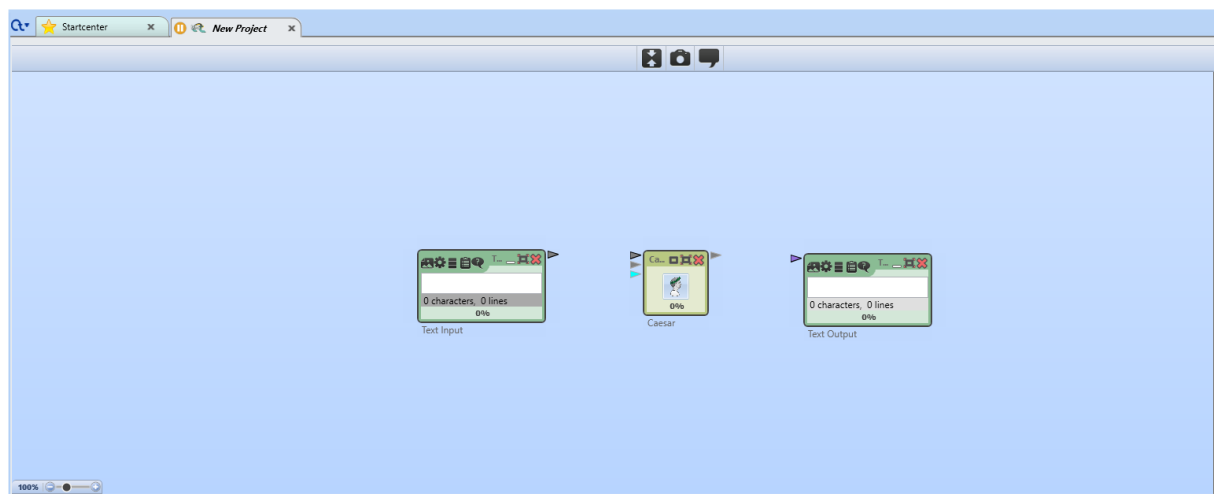 Startcenter
New Project
T...
0 characters, 0 lines
0%
Text Input
Ca...
0%
Caesar
T...
0 characters, 0 lines
0%
Text Output
100%